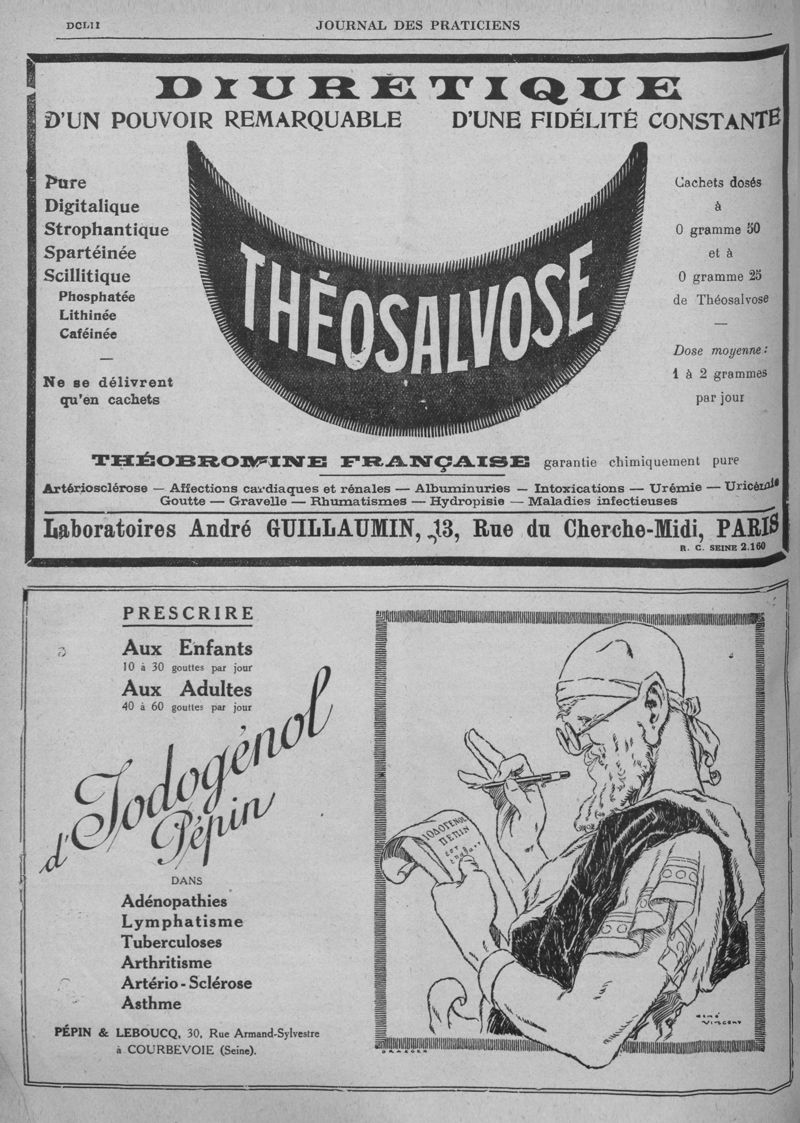 DCLII
JOURNAL DES PRATICIENS
DIURÉTIQUE
D'UN POUVOIR REMARQUABLE D'UNE FIDÉLITÉ CONSTANTE
Pure
Digitalique
Strophantique
Spartéinée
Scillitique
Phosphatée
Lithinée
Caféinée
—
Ne se délivrent
qu'en cachets
THÉOSALVOSE
Cachets dosés
à
0 gramme 50
et à
0 gramme 25
de Théosalvose
—
Dose moyenne :
1 à 2 grammes
par jour
THÉOBROMINE FRANÇAISE garantie chimiquement pure
Artériosclérose — Affections cardiaques et rénales — Albuminuries — Intoxications — Urémie — Uricémie
Goutte — Gravelle — Rhumatismes — Hydropisie — Maladies infectieuses
Laboratoires André GUILLAUMIN, 13, Rue du Cherche-Midi, PARIS
R. C. SEINE 2.160
PRESCRIRE
Aux Enfants
10 à 30 gouttes par jour
Aux Adultes
40 à 60 gouttes par jour
d'Iodogénol
Pépin
DANS
Adénopathies
Lymphatisme
Tuberculoses
Arthritisme
Artério-Sclérose
Asthme
PÉPIN & LEBOUCQ, 30, Rue Armand-Sylvestre
à COURBEVOIE (Seine).
ΙΟΔΟΓΕΝΟΛ
ΠΕΠΙΝ
RENÉ
VINCENT
DRAEGER